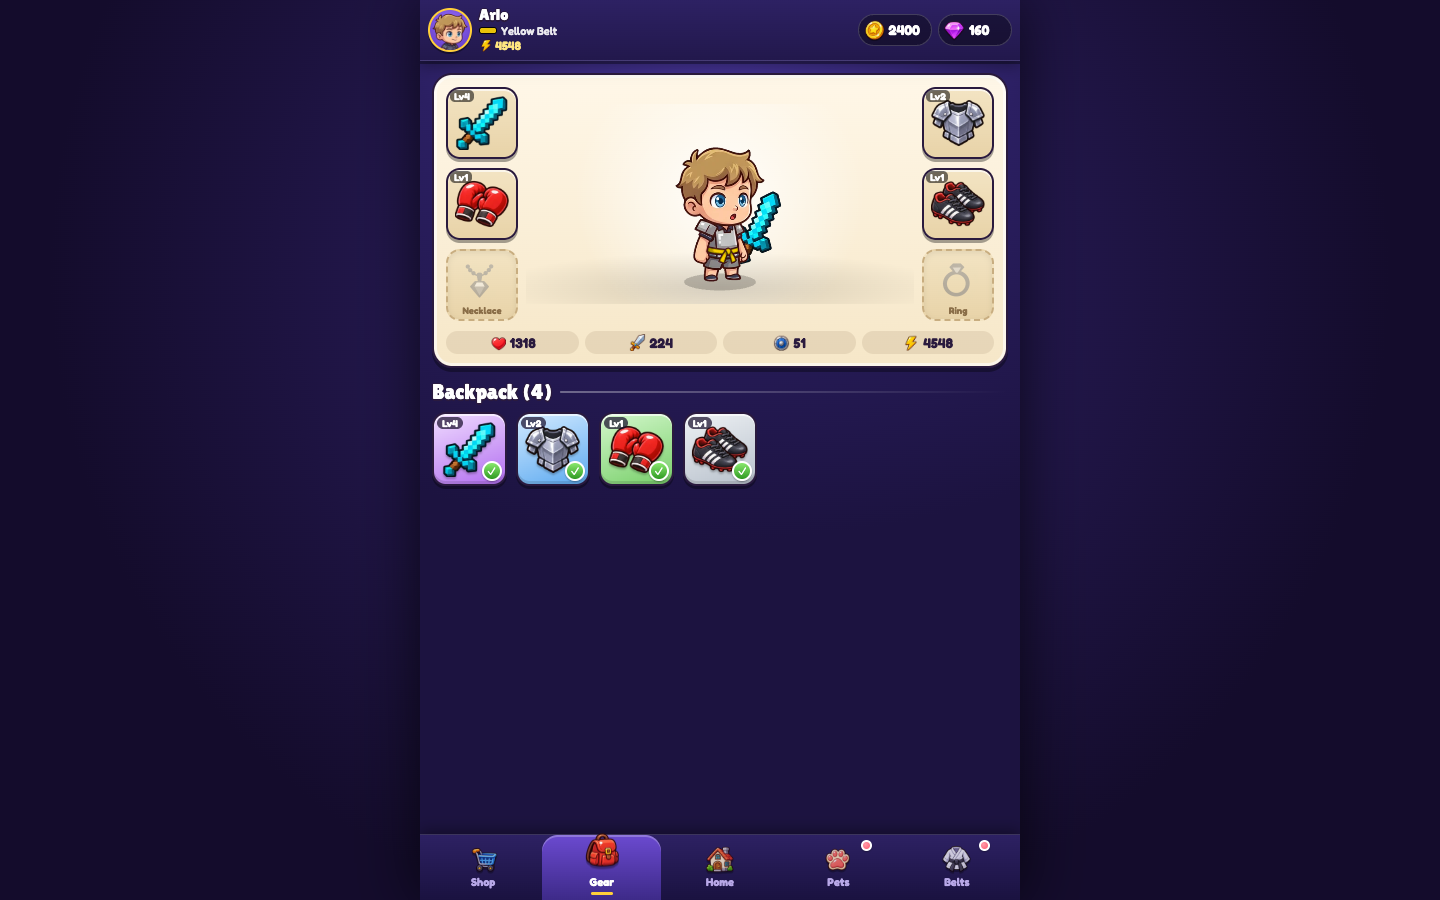 Arlo
Yellow Belt
4548
2400
160
Lv4
Lv2
Lv1
Lv1
Necklace
Ring
1318
224
51
4548
Backpack (4)
Lv4
Lv2
Lv1
Lv1
Shop
Gear
Home
Pets
Belts